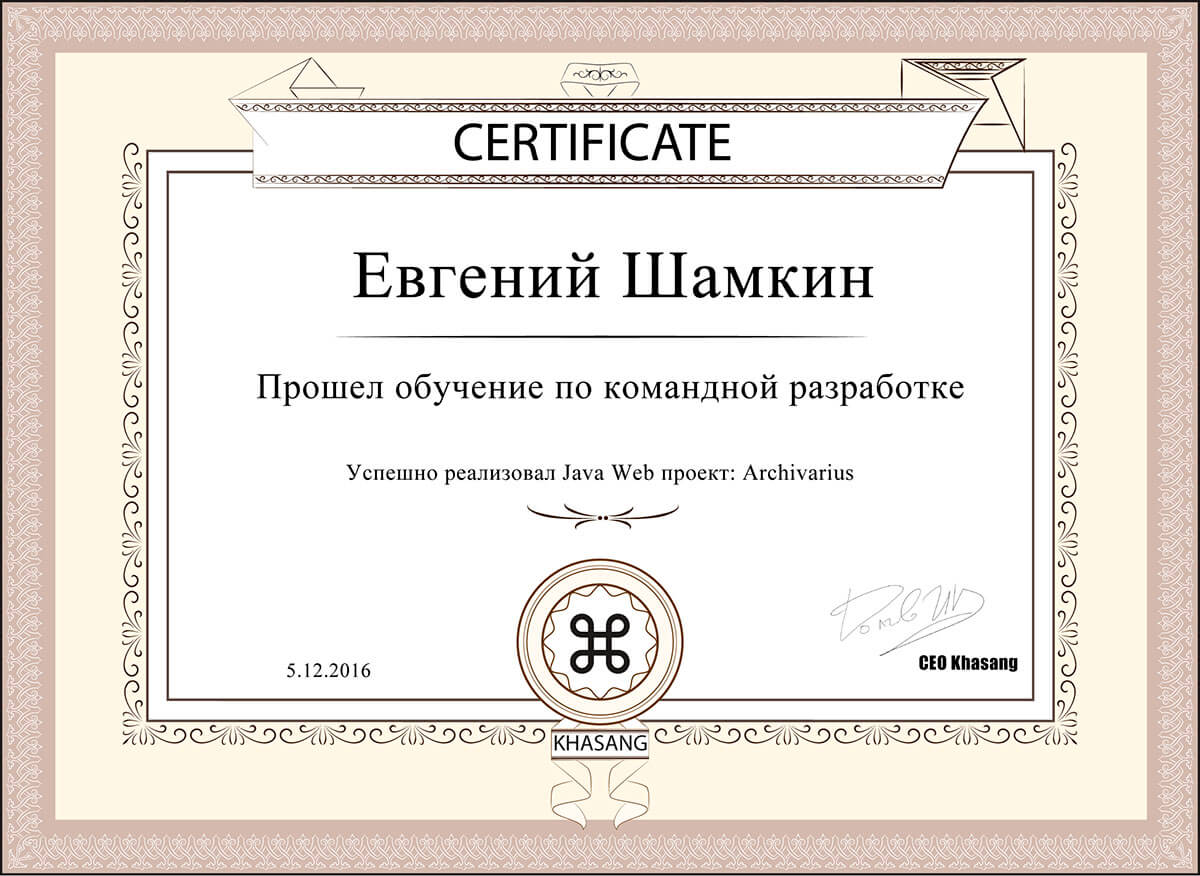 CERTIFICATE
Евгений Шамкин
Прошел обучение по командной разработке
Успешно реализовал Java Web проект: Archivarius
5.12.2016
CEO Khasang
KHASANG